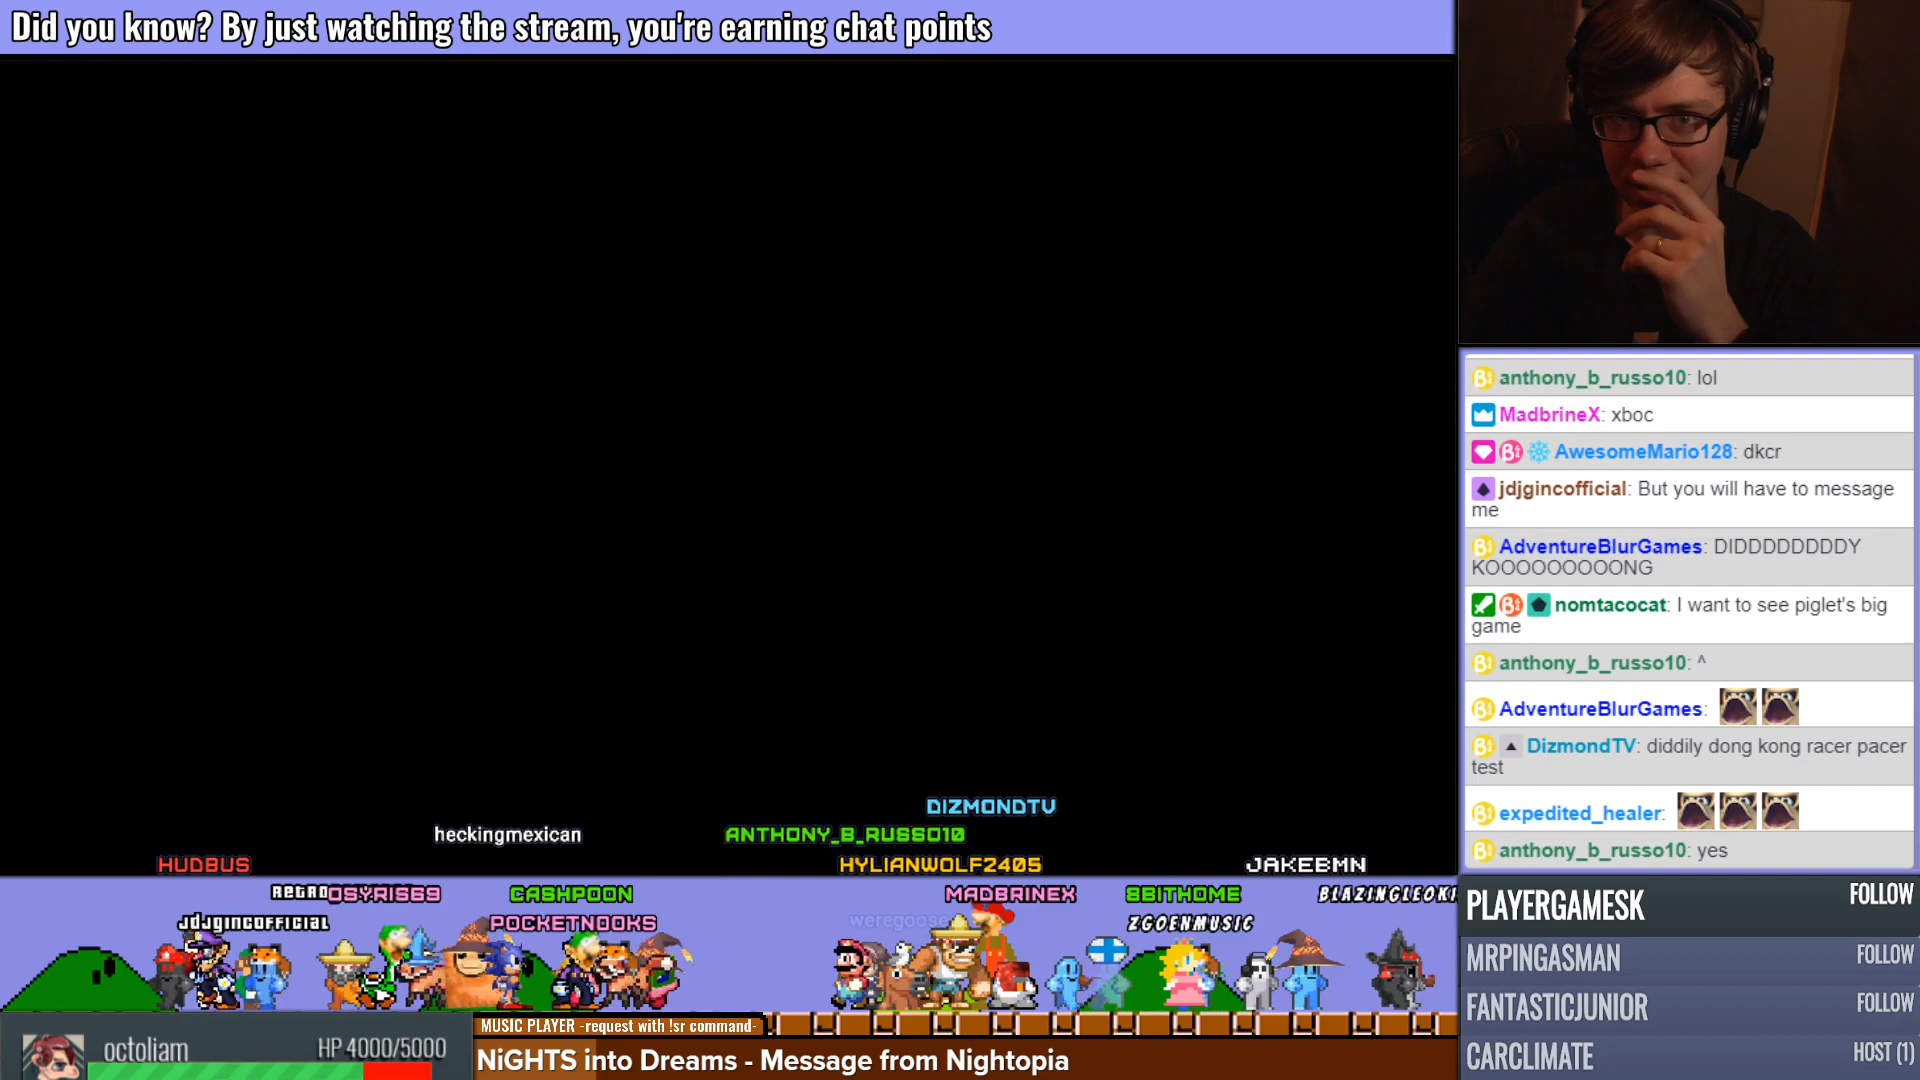 Did you know? By just watching the stream, you're earning chat points
anthony_b_russo10: lol
MadbrineX: xboc
AwesomeMario128: dkcr
jdjgincofficial: But you will have to message
me
AdventureBlurGames: DIDDDDDDDDY
KOOOOOOOOONG
nomtacocat: I want to see piglet's big
game
anthony_b_russo10: ^
AdventureBlurGames:
DizmondTV: diddily dong kong racer pacer
test
expedited_healer:
anthony_b_russo10: yes
DIZMONDTV
heckingmexican
ANTHONY_B_RUSSO10
HUDBUS
HYLIANWOLF2405
JAKEBMN
RETRO
OSYRIS69
CASHPOON
MADBRINEX
8BITHOME
BLAZINGLEOKI
jdjgincofficial
POCKETNOOKS
weregoose
ZGOENMUSIC
PLAYERGAMESK FOLLOW
MRPINGASMAN FOLLOW
FANTASTICJUNIOR FOLLOW
CARCLIMATE HOST (1)
octoliam HP 4000/5000
MUSIC PLAYER -request with !sr command-
NiGHTS into Dreams - Message from Nightopia